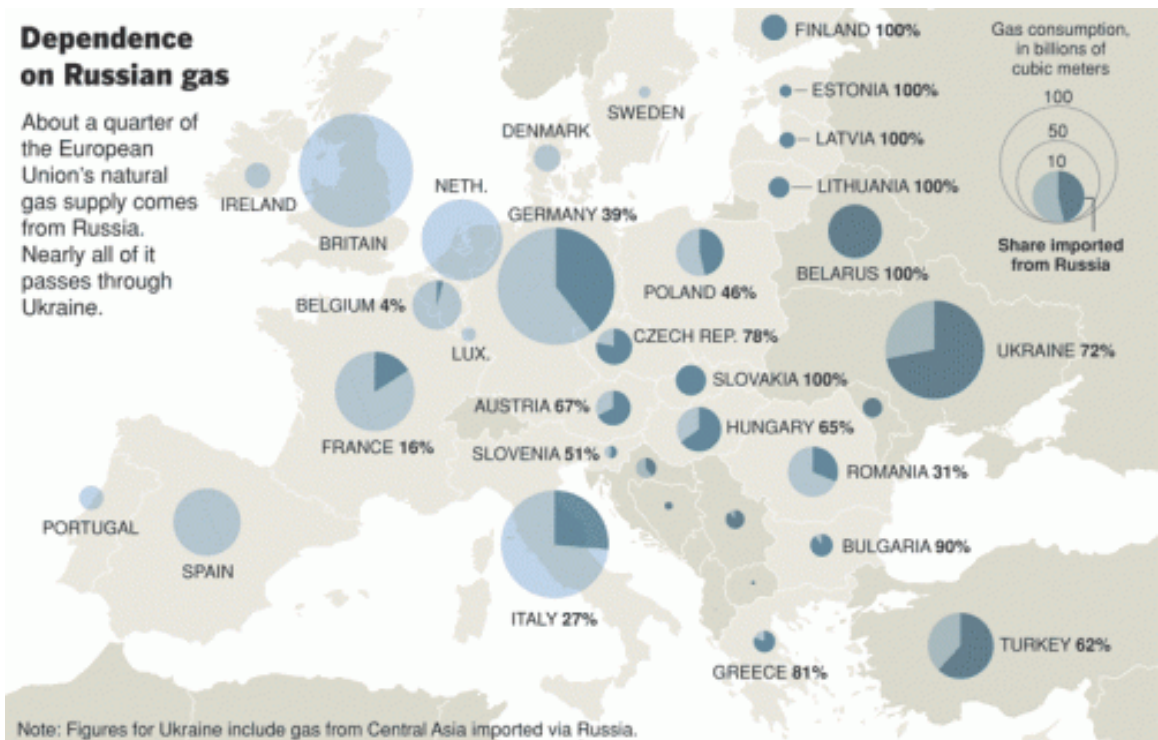 Dependence
on Russian gas
About a quarter of
the European
Union's natural
gas supply comes
from Russia.
Nearly all of it
passes through
Ukraine.
Gas consumption,
in billions of
cubic meters
100
50
10
Share imported
from Russia
FINLAND 100%
ESTONIA 100%
SWEDEN
DENMARK
LATVIA 100%
LITHUANIA 100%
IRELAND
NETH.
GERMANY 39%
BRITAIN
BELARUS 100%
POLAND 46%
BELGIUM 4%
CZECH REP. 78%
LUX.
UKRAINE 72%
SLOVAKIA 100%
AUSTRIA 67%
HUNGARY 65%
FRANCE 16%
SLOVENIA 51%
ROMANIA 31%
PORTUGAL
SPAIN
BULGARIA 90%
ITALY 27%
TURKEY 62%
GREECE 81%
Note: Figures for Ukraine include gas from Central Asia imported via Russia.